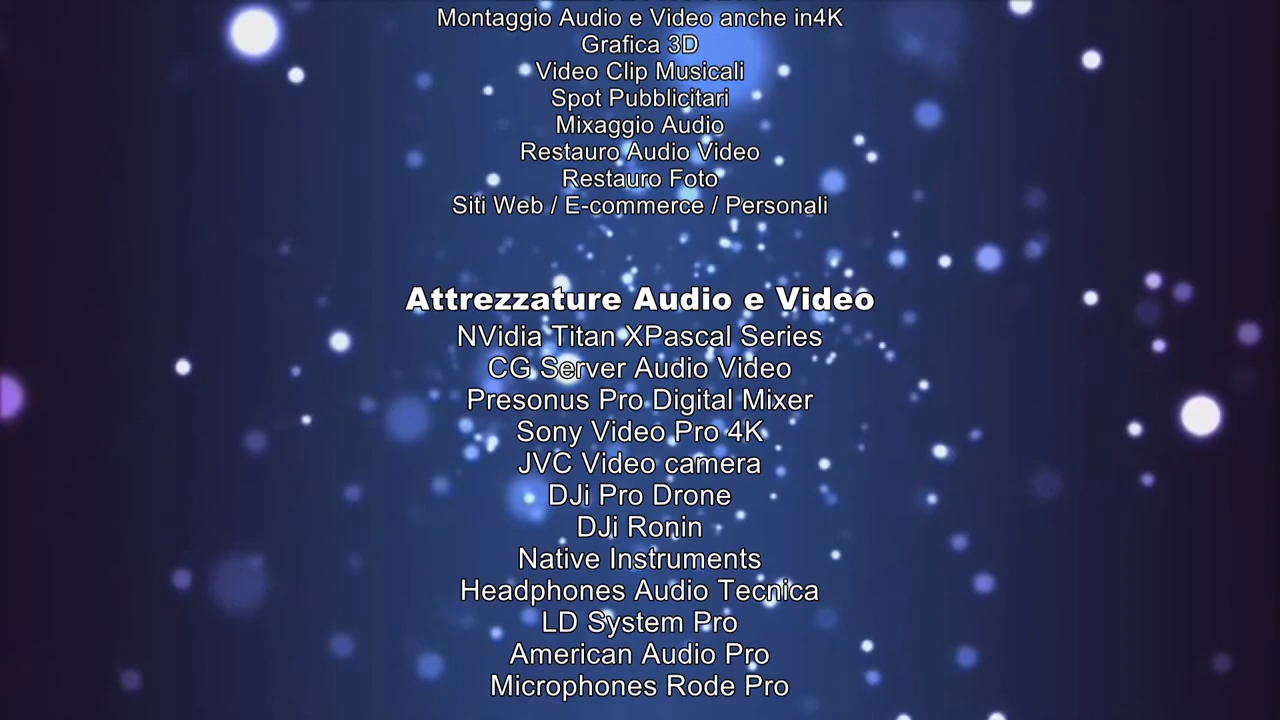 Montaggio Audio e Video anche in4K
Grafica 3D
Video Clip Musicali
Spot Pubblicitari
Mixaggio Audio
Restauro Audio Video
Restauro Foto
Siti Web / E-commerce / Personali
Attrezzature Audio e Video
NVidia Titan XPascal Series
CG Server Audio Video
Presonus Pro Digital Mixer
Sony Video Pro 4K
JVC Video camera
DJi Pro Drone
DJi Ronin
Native Instruments
Headphones Audio Tecnica
LD System Pro
American Audio Pro
Microphones Rode Pro